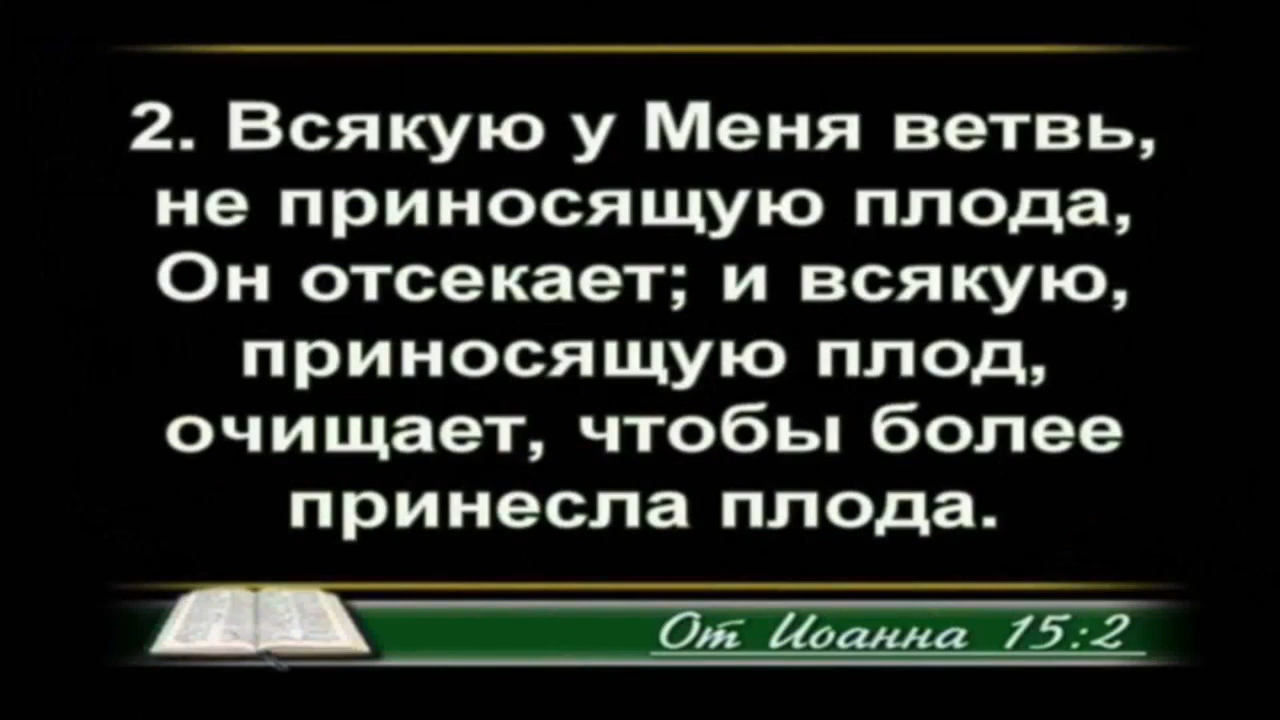 2. Всякую у Меня ветвь,
не приносящую плода,
Он отсекает; и всякую,
приносящую плод,
очищает, чтобы более
принесла плода.
От Иоанна 15:2